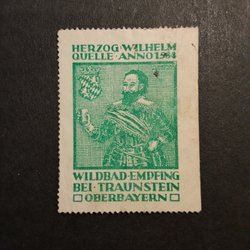 HERZOG·WILHELM
QUELLE·ANNO 1584
WILDBAD·EMPFING
BEI·TRAUNSTEIN
OBERBAYERN